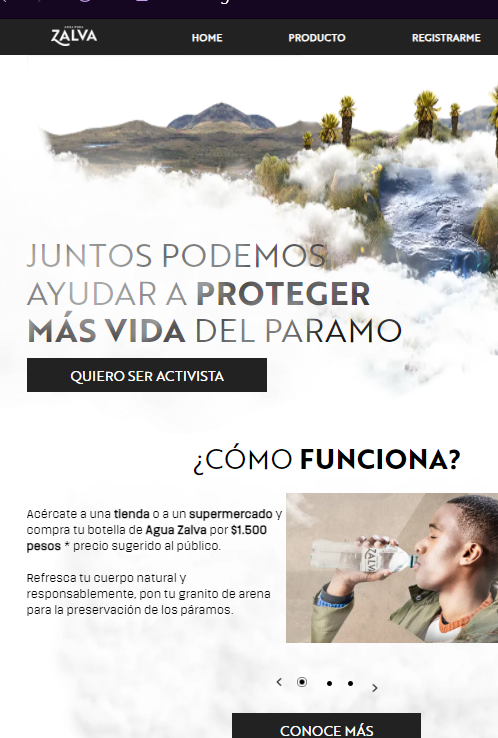 ZALVA
HOME PRODUCTO REGISTRARME
JUNTOS PODEMOS
AYUDAR A PROTEGER
MÁS VIDA DEL PARAMO
QUIERO SER ACTIVISTA
¿CÓMO FUNCIONA?
Acércate a una tienda o a un supermercado y
compra tu botella de Agua Zalva por $1.500
pesos * precio sugerido al público.
Refresca tu cuerpo natural y
responsablemente, pon tu granito de arena
para la preservación de los páramos.
ZALVA
CONOCE MÁS